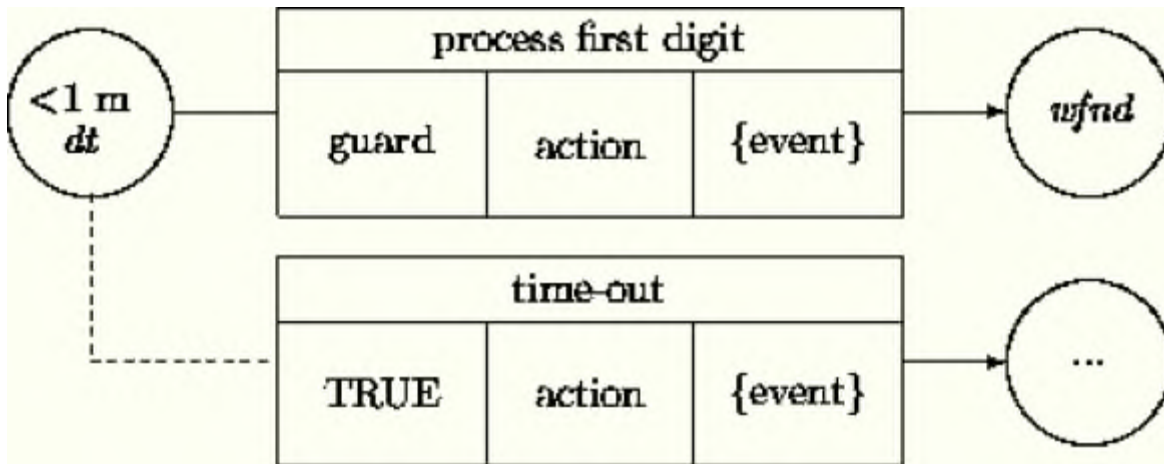 <1 m
dt
process first digit
guard
action
{event}
wfnd
time-out
TRUE
action
{event}
...